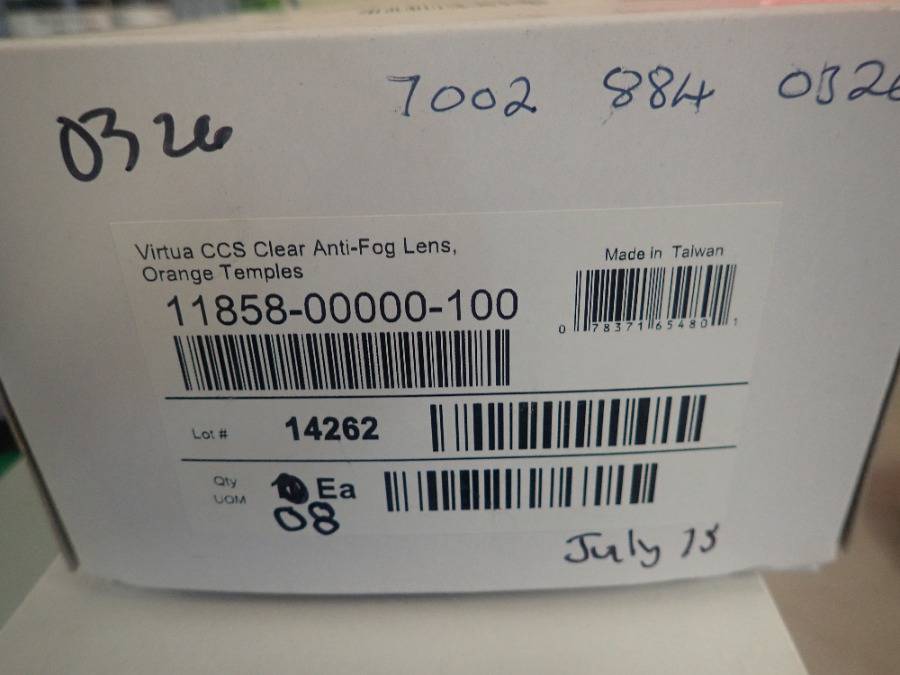 7002 884 0326
0326
Virtua CCS Clear Anti-Fog Lens,
Orange Temples
11858-00000-100
Made in Taiwan
0 78371 65480 1
Lot # 14262
Qty
UOM
Ea
08
July 15